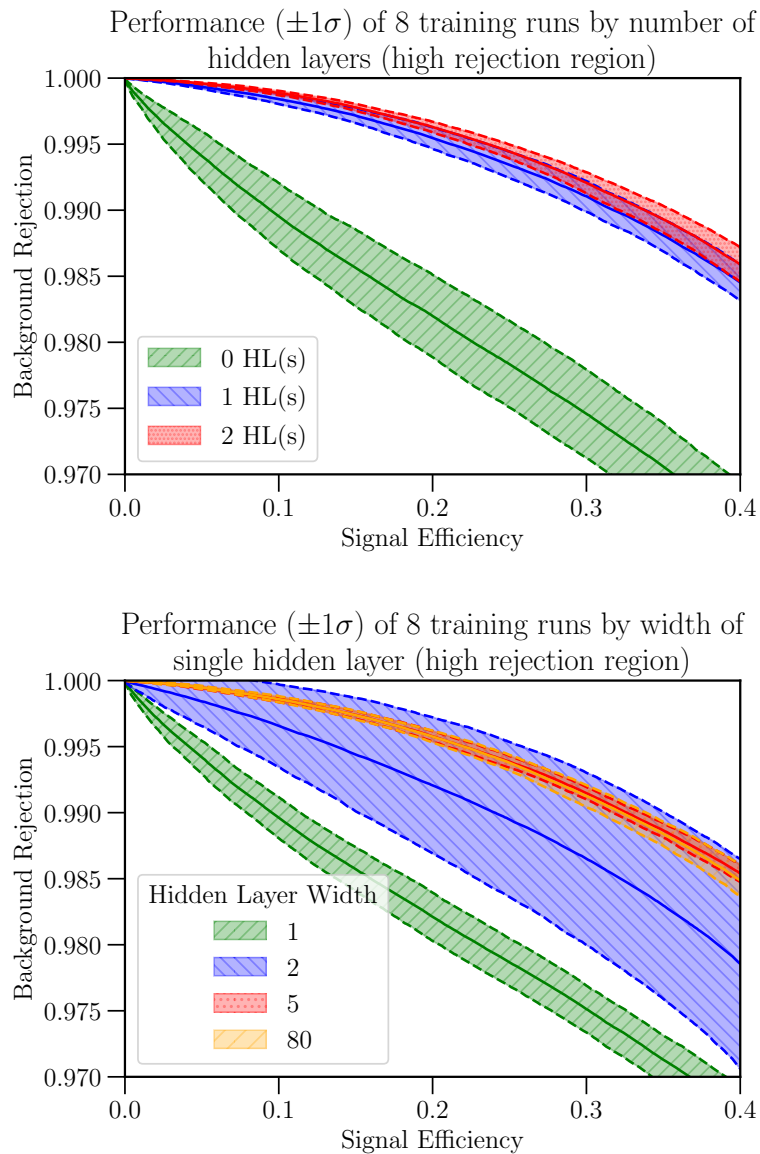 Performance (±1σ) of 8 training runs by number of
hidden layers (high rejection region)
1.000
0.995
0.990
0.985
0.980
0.975
0.970
Background Rejection
0 HL(s)
1 HL(s)
2 HL(s)
0.0 0.1 0.2 0.3 0.4
Signal Efficiency
Performance (±1σ) of 8 training runs by width of
single hidden layer (high rejection region)
1.000
0.995
0.990
0.985
0.980
0.975
0.970
Background Rejection
Hidden Layer Width
1
2
5
80
0.0 0.1 0.2 0.3 0.4
Signal Efficiency